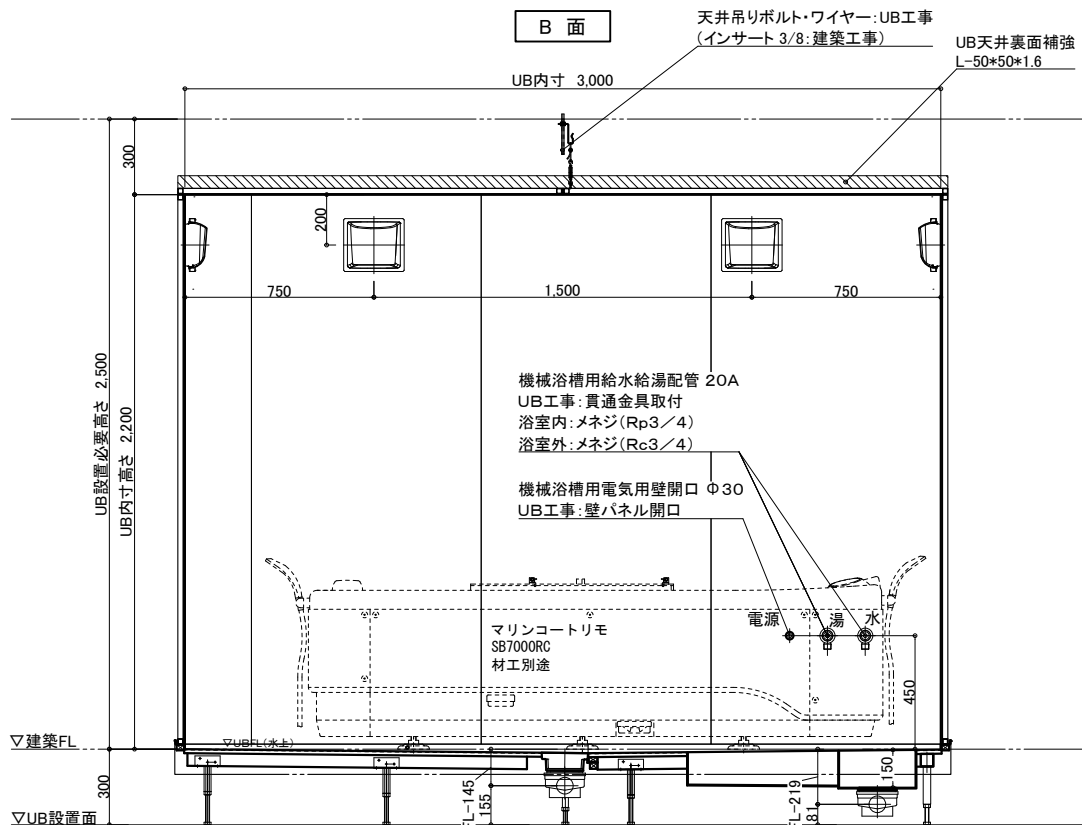 B 面
天井吊りボルト・ワイヤー:UB工事
(インサート 3/8:建築工事)
UB天井裏面補強
L-50*50*1.6
UB内寸 3,000
300
200
750
1,500
750
UB設置必要高さ 2,500
UB内寸高さ 2,200
機械浴槽用給水給湯配管 20A
UB工事:貫通金具取付
浴室内:メネジ(Rp3/4)
浴室外:メネジ(Rc3/4)
機械浴槽用電気用壁開口 Φ30
UB工事:壁パネル開口
電源
湯
水
マリンコートリモ
SB7000RC
材工別途
450
▽建築FL
▽UBFL(水上)
300
FL-145
155
FL-219
81
150
▽UB設置面